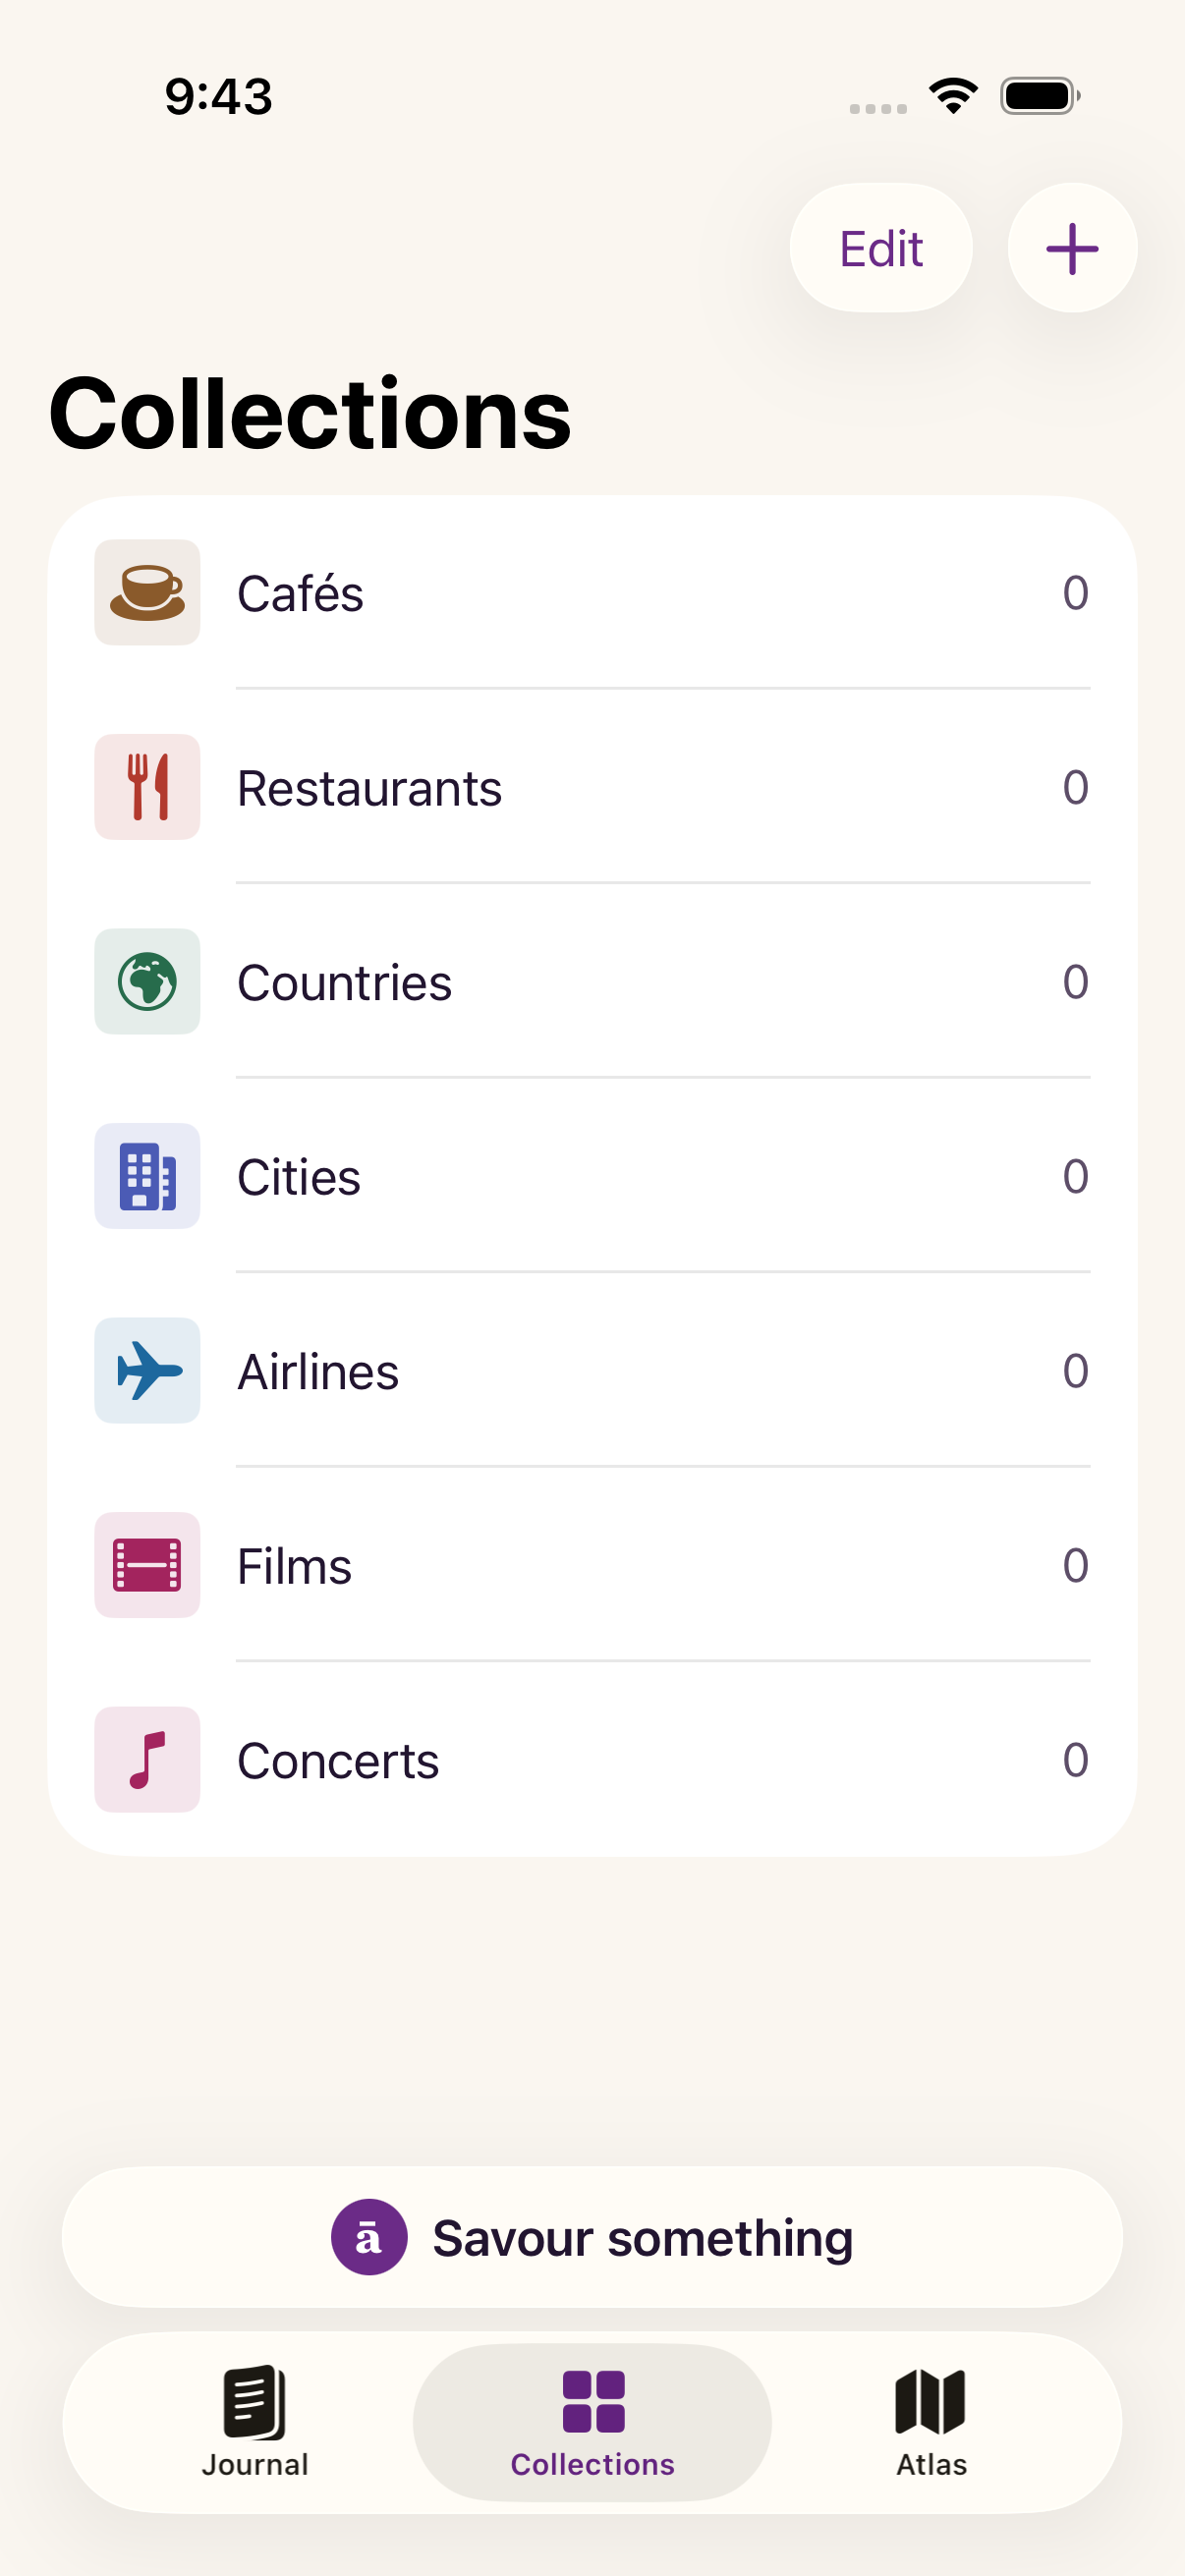 9:43
Edit
Collections
Cafés 0
Restaurants 0
Countries 0
Cities 0
Airlines 0
Films 0
Concerts 0
ā Savour something
Journal Collections Atlas